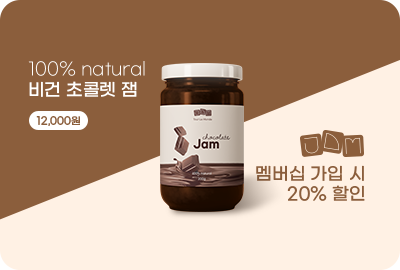 100% natural
비건 초콜렛 잼
12,000원
chocolate
Jam
JAM
멤버십 가입 시
20% 할인